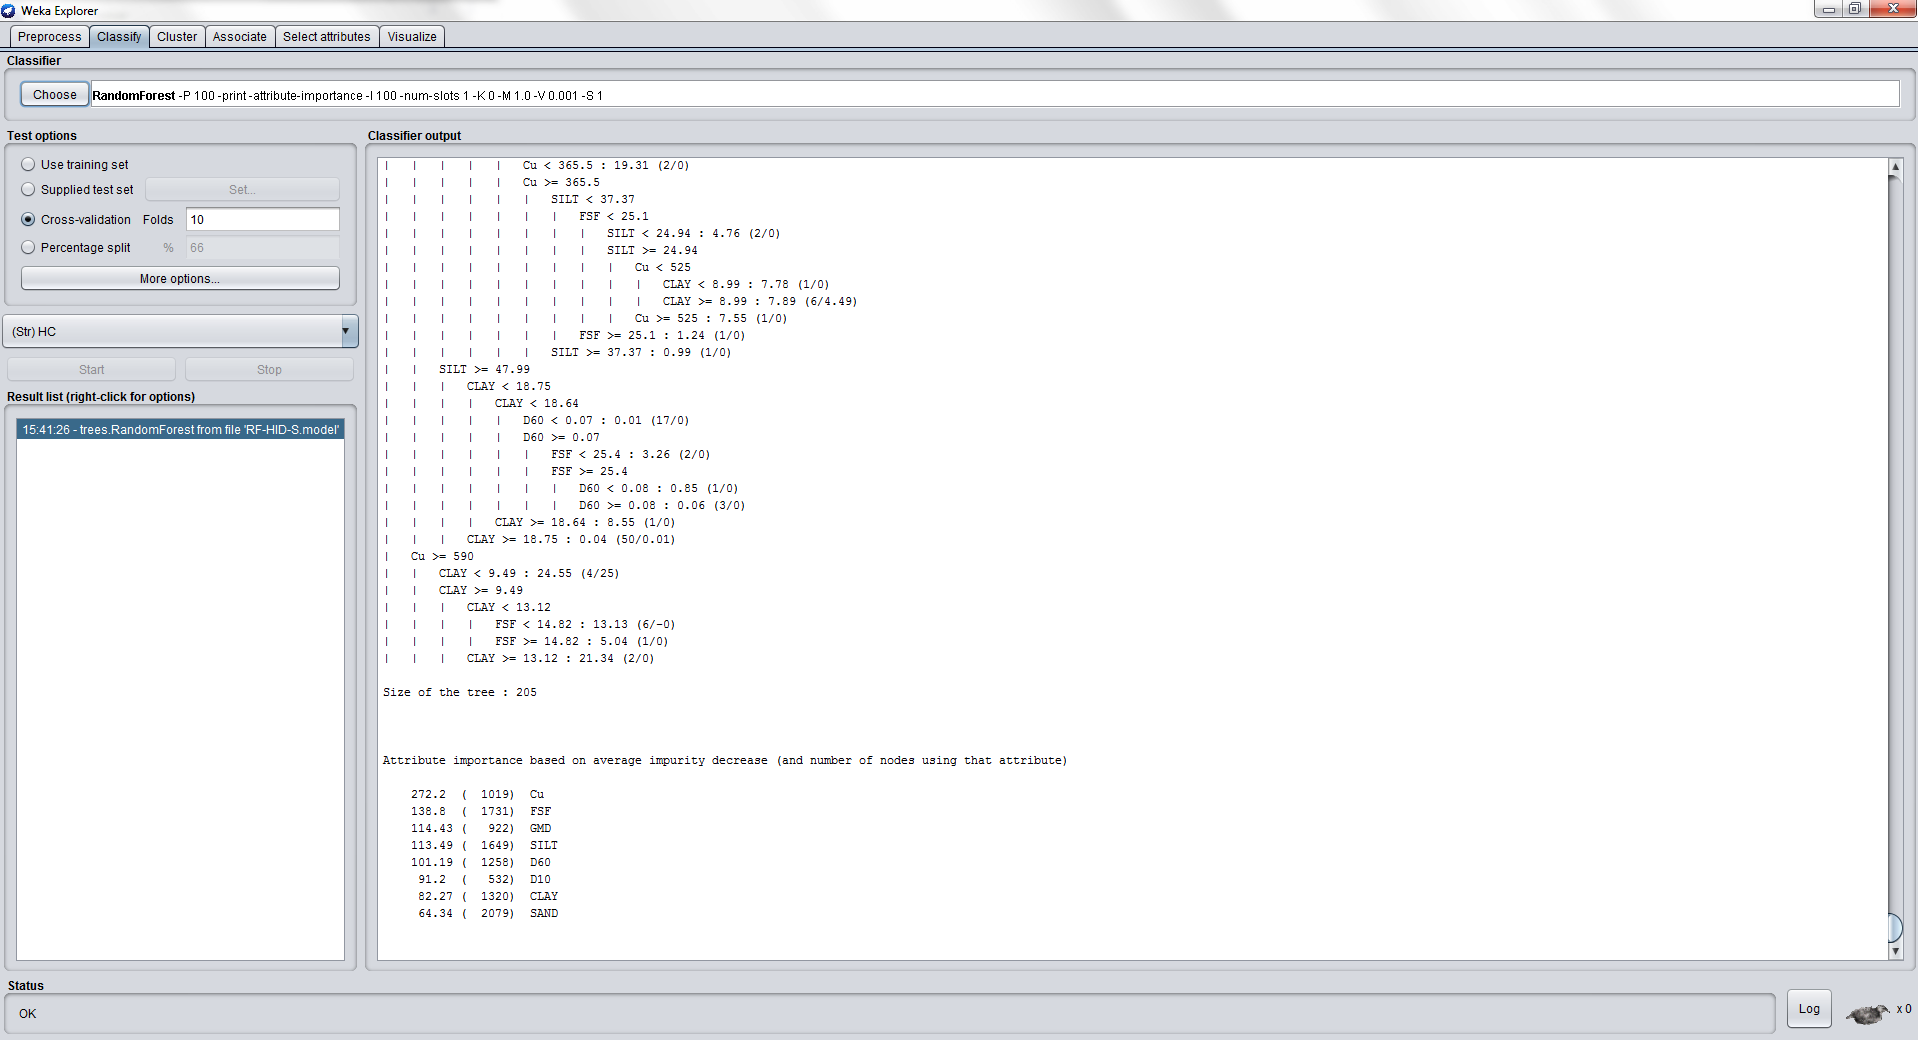 Weka Explorer
Preprocess Classify Cluster Associate Select attributes Visualize
Classifier
Choose RandomForest -P 100 -print -attribute-importance -I 100 -num-slots 1 -K 0 -M 1.0 -V 0.001 -S 1
Test options
Use training set
Supplied test set Set...
Cross-validation Folds 10
Percentage split % 66
More options...
(Str) HC
Start Stop
Result list (right-click for options)
15:41:26 - trees.RandomForest from file 'RF-HID-S.model'
Classifier output
| | | | | Cu < 365.5 : 19.31 (2/0)
| | | | | Cu >= 365.5
| | | | | | SILT < 37.37
| | | | | | | FSF < 25.1
| | | | | | | | SILT < 24.94 : 4.76 (2/0)
| | | | | | | | SILT >= 24.94
| | | | | | | | | Cu < 525
| | | | | | | | | | CLAY < 8.99 : 7.78 (1/0)
| | | | | | | | | | CLAY >= 8.99 : 7.89 (6/4.49)
| | | | | | | | | Cu >= 525 : 7.55 (1/0)
| | | | | | | FSF >= 25.1 : 1.24 (1/0)
| | | | | | SILT >= 37.37 : 0.99 (1/0)
| | SILT >= 47.99
| | | CLAY < 18.75
| | | | CLAY < 18.64
| | | | | D60 < 0.07 : 0.01 (17/0)
| | | | | D60 >= 0.07
| | | | | | FSF < 25.4 : 3.26 (2/0)
| | | | | | FSF >= 25.4
| | | | | | | D60 < 0.08 : 0.85 (1/0)
| | | | | | | D60 >= 0.08 : 0.06 (3/0)
| | | | CLAY >= 18.64 : 8.55 (1/0)
| | | CLAY >= 18.75 : 0.04 (50/0.01)
| Cu >= 590
| | CLAY < 9.49 : 24.55 (4/25)
| | CLAY >= 9.49
| | | CLAY < 13.12
| | | | FSF < 14.82 : 13.13 (6/-0)
| | | | FSF >= 14.82 : 5.04 (1/0)
| | | CLAY >= 13.12 : 21.34 (2/0)
Size of the tree : 205
Attribute importance based on average impurity decrease (and number of nodes using that attribute)
272.2 ( 1019) Cu
138.8 ( 1731) FSF
114.43 ( 922) GMD
113.49 ( 1649) SILT
101.19 ( 1258) D60
91.2 ( 532) D10
82.27 ( 1320) CLAY
64.34 ( 2079) SAND
Status
OK
Log x 0